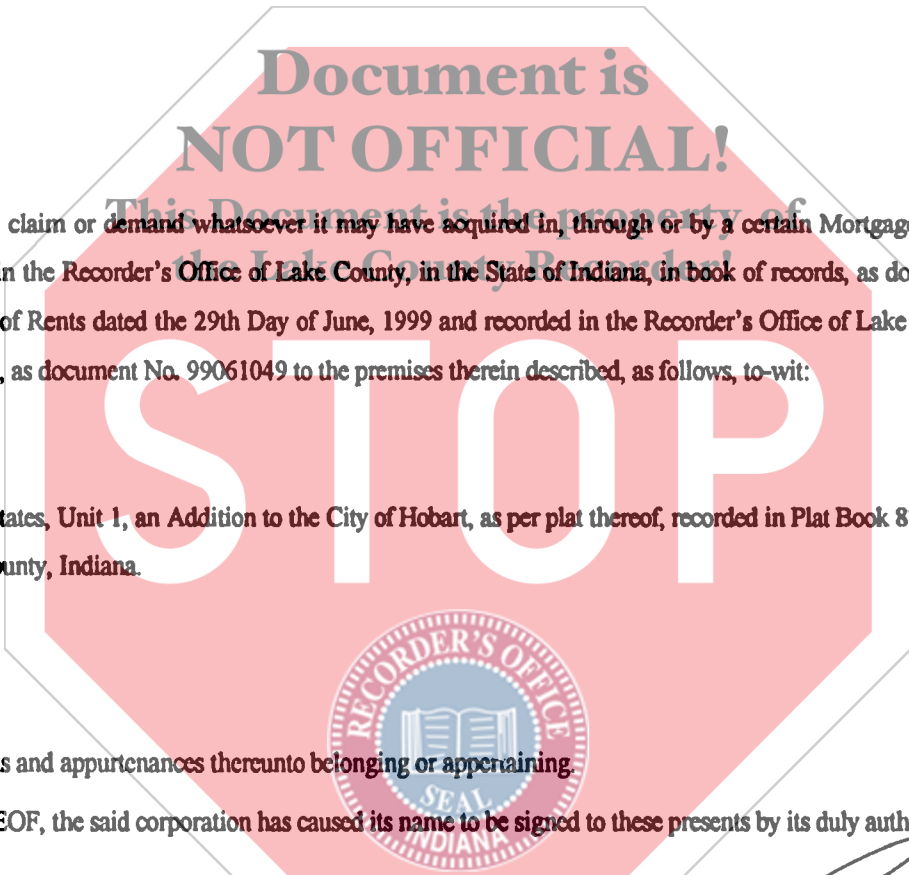 Document is
NOT OFFICIAL!
This Document is the property of
the Lake County Recorder!
claim or demand whatsoever it may have acquired in, through or by a certain Mortgage
in the Recorder's Office of Lake County, in the State of Indiana, in book of records, as do
of Rents dated the 29th Day of June, 1999 and recorded in the Recorder's Office of Lake
, as document No. 99061049 to the premises therein described, as follows, to-wit:
STOP
tates, Unit 1, an Addition to the City of Hobart, as per plat thereof, recorded in Plat Book 8
unty, Indiana.
RECORDER'S OFFICE
SEAL
INDIANA
s and appurtenances thereunto belonging or appertaining.
EOF, the said corporation has caused its name to be signed to these presents by its duly auth